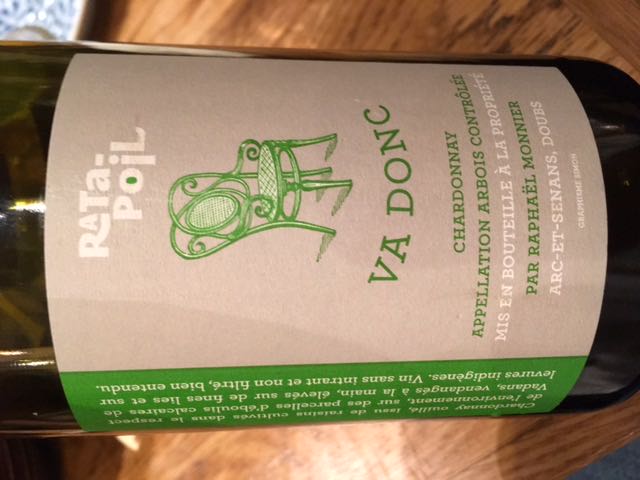 RATAï-
POiL
VA DONC
CHARDONNAY
APPELLATION ARBOIS CONTRÔLÉE
MIS EN BOUTEILLE À LA PROPRIÉTÉ
PAR RAPHAËL MONNIER
ARC-ET-SENANS, DOUBS
GRAPHISME SIMON
Chardonnay ouillé, issu de raisins cultivés dans le respect
de l'environnement, sur des parcelles d'éboulis calcaires de
Vadans, vendangés à la main, élevés sur de fines lies et sur
levures indigènes. Vin sans intrant et non filtré, bien entendu.